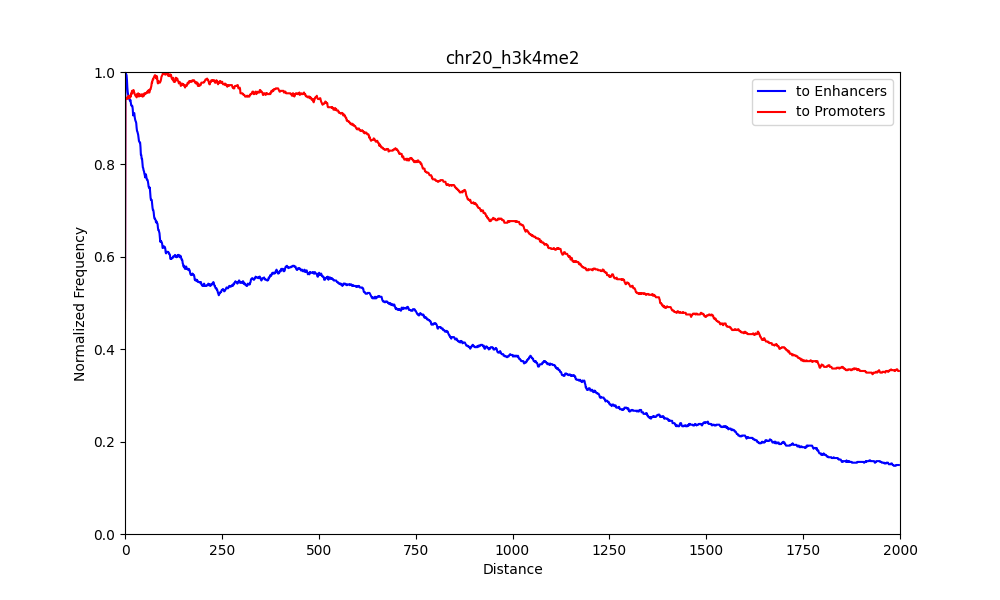 chr20_h3k4me2
to Enhancers
to Promoters
Normalized Frequency
1.0
0.8
0.6
0.4
0.2
0.0
0 250 500 750 1000 1250 1500 1750 2000
Distance